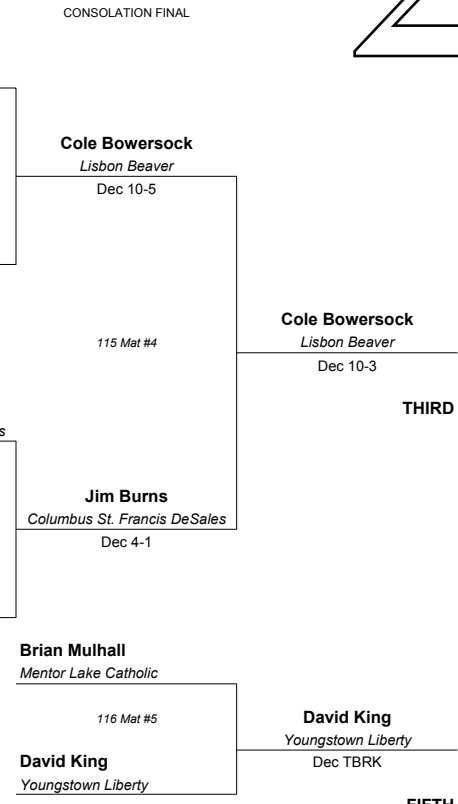 CONSOLATION FINAL
Cole Bowersock
Lisbon Beaver
Dec 10-5
115 Mat #4
Cole Bowersock
Lisbon Beaver
Dec 10-3
THIRD
s
Jim Burns
Columbus St. Francis DeSales
Dec 4-1
Brian Mulhall
Mentor Lake Catholic
116 Mat #5
David King
Youngstown Liberty
Dec TBRK
David King
Youngstown Liberty
FIFTH